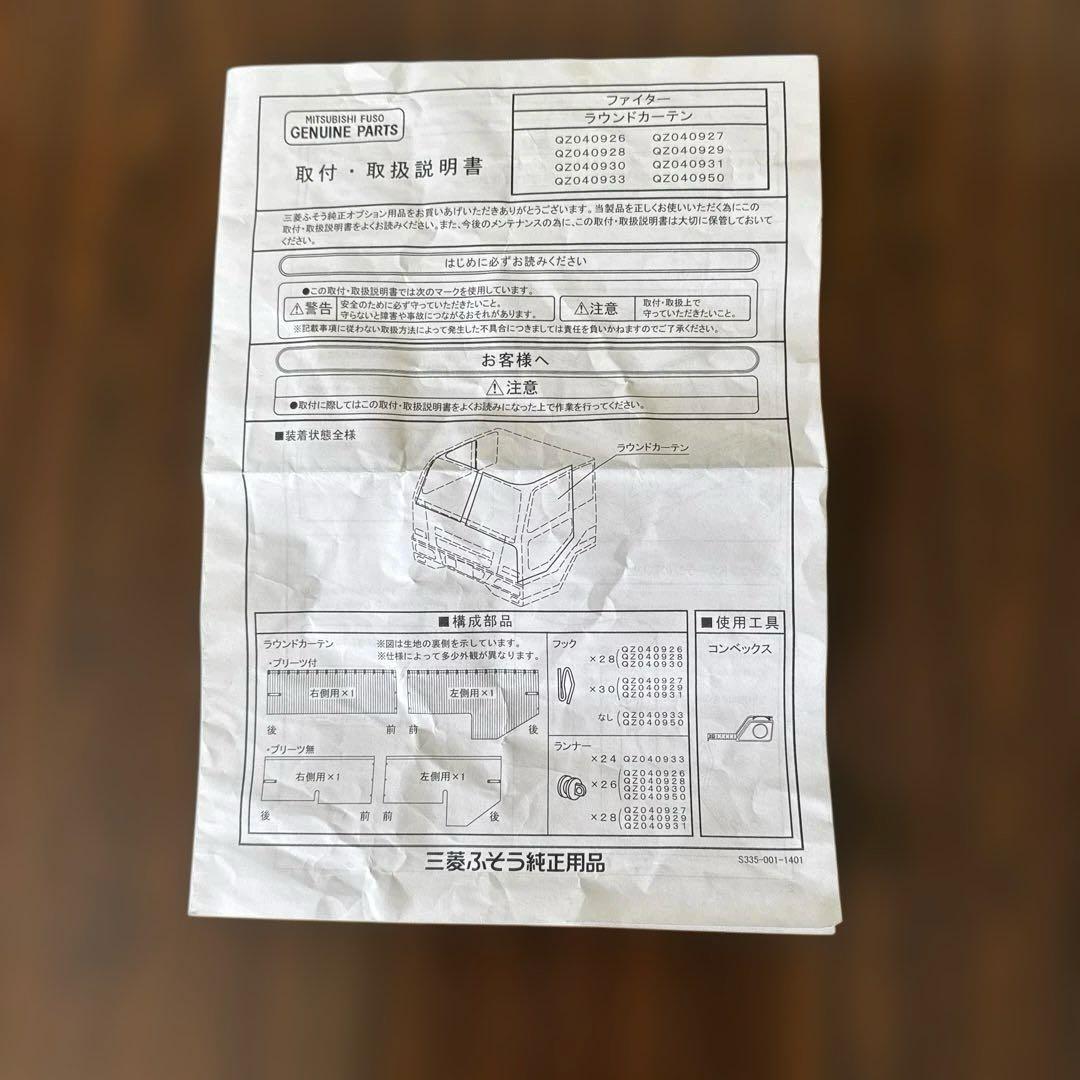 MITSUBISHI FUSO
GENUINE PARTS
取付・取扱説明書
ファイター
ラウンドカーテン
QZ040926 QZ040927
QZ040928 QZ040929
QZ040930 QZ040931
QZ040933 QZ040950
三菱ふそう純正オプション用品をお買いあげいただきありがとうございます。当製品を正しくお使いいただく為にこの
取付・取扱説明書をよくお読みください。また、今後のメンテナンスの為に、この取付・取扱説明書は大切に保管しておいて
ください。
はじめに必ずお読みください
●この取付・取扱説明書では次のマークを使用しています。
⚠警告 安全のために必ず守っていただきたいこと。
守らないと障害や事故につながるおそれがあります。
⚠注意 取付・取扱上で
守っていただきたいこと。
※記載事項に従わない取扱方法によって発生した不具合につきましては責任を負いかねますのでご了承ください。
お客様へ
⚠注意
●取付に際してはこの取付・取扱説明書をよくお読みになった上で作業を行ってください。
■装着状態全様
ラウンドカーテン
■構成部品
ラウンドカーテン ※図は生地の裏側を示しています。
※仕様によって多少外観が異なります。
・プリーツ付
右側用×1 左側用×1
後 前 前 後
・プリーツ無
右側用×1 左側用×1
後 前 前 後
フック
×28 QZ040926
QZ040928
QZ040930
×30 QZ040927
QZ040929
QZ040931
なし QZ040933
QZ040950
ランナー
×24 QZ040933
×26 QZ040926
QZ040928
QZ040930
QZ040950
×28 QZ040927
QZ040929
QZ040931
■使用工具
コンベックス
三菱ふそう純正用品
S335-001-1401